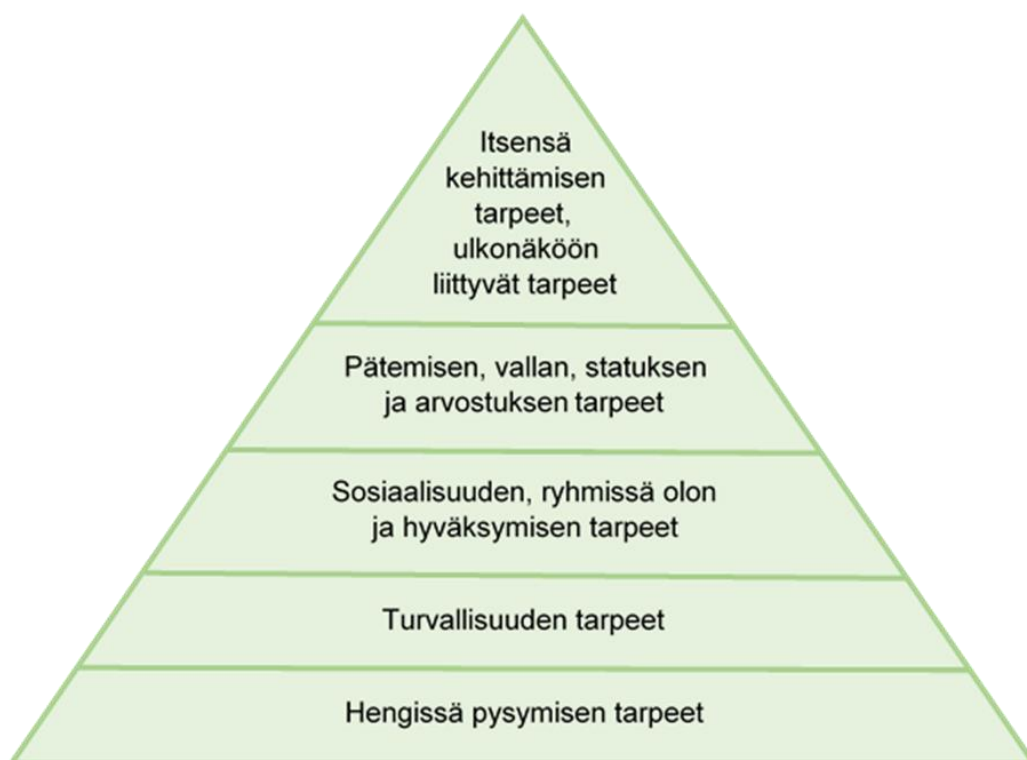 Itsensä
kehittämisen
tarpeet,
ulkonäköön
liittyvät tarpeet
Pätemisen, vallan, statuksen
ja arvostuksen tarpeet
Sosiaalisuuden, ryhmissä olon
ja hyväksymisen tarpeet
Turvallisuuden tarpeet
Hengissä pysymisen tarpeet